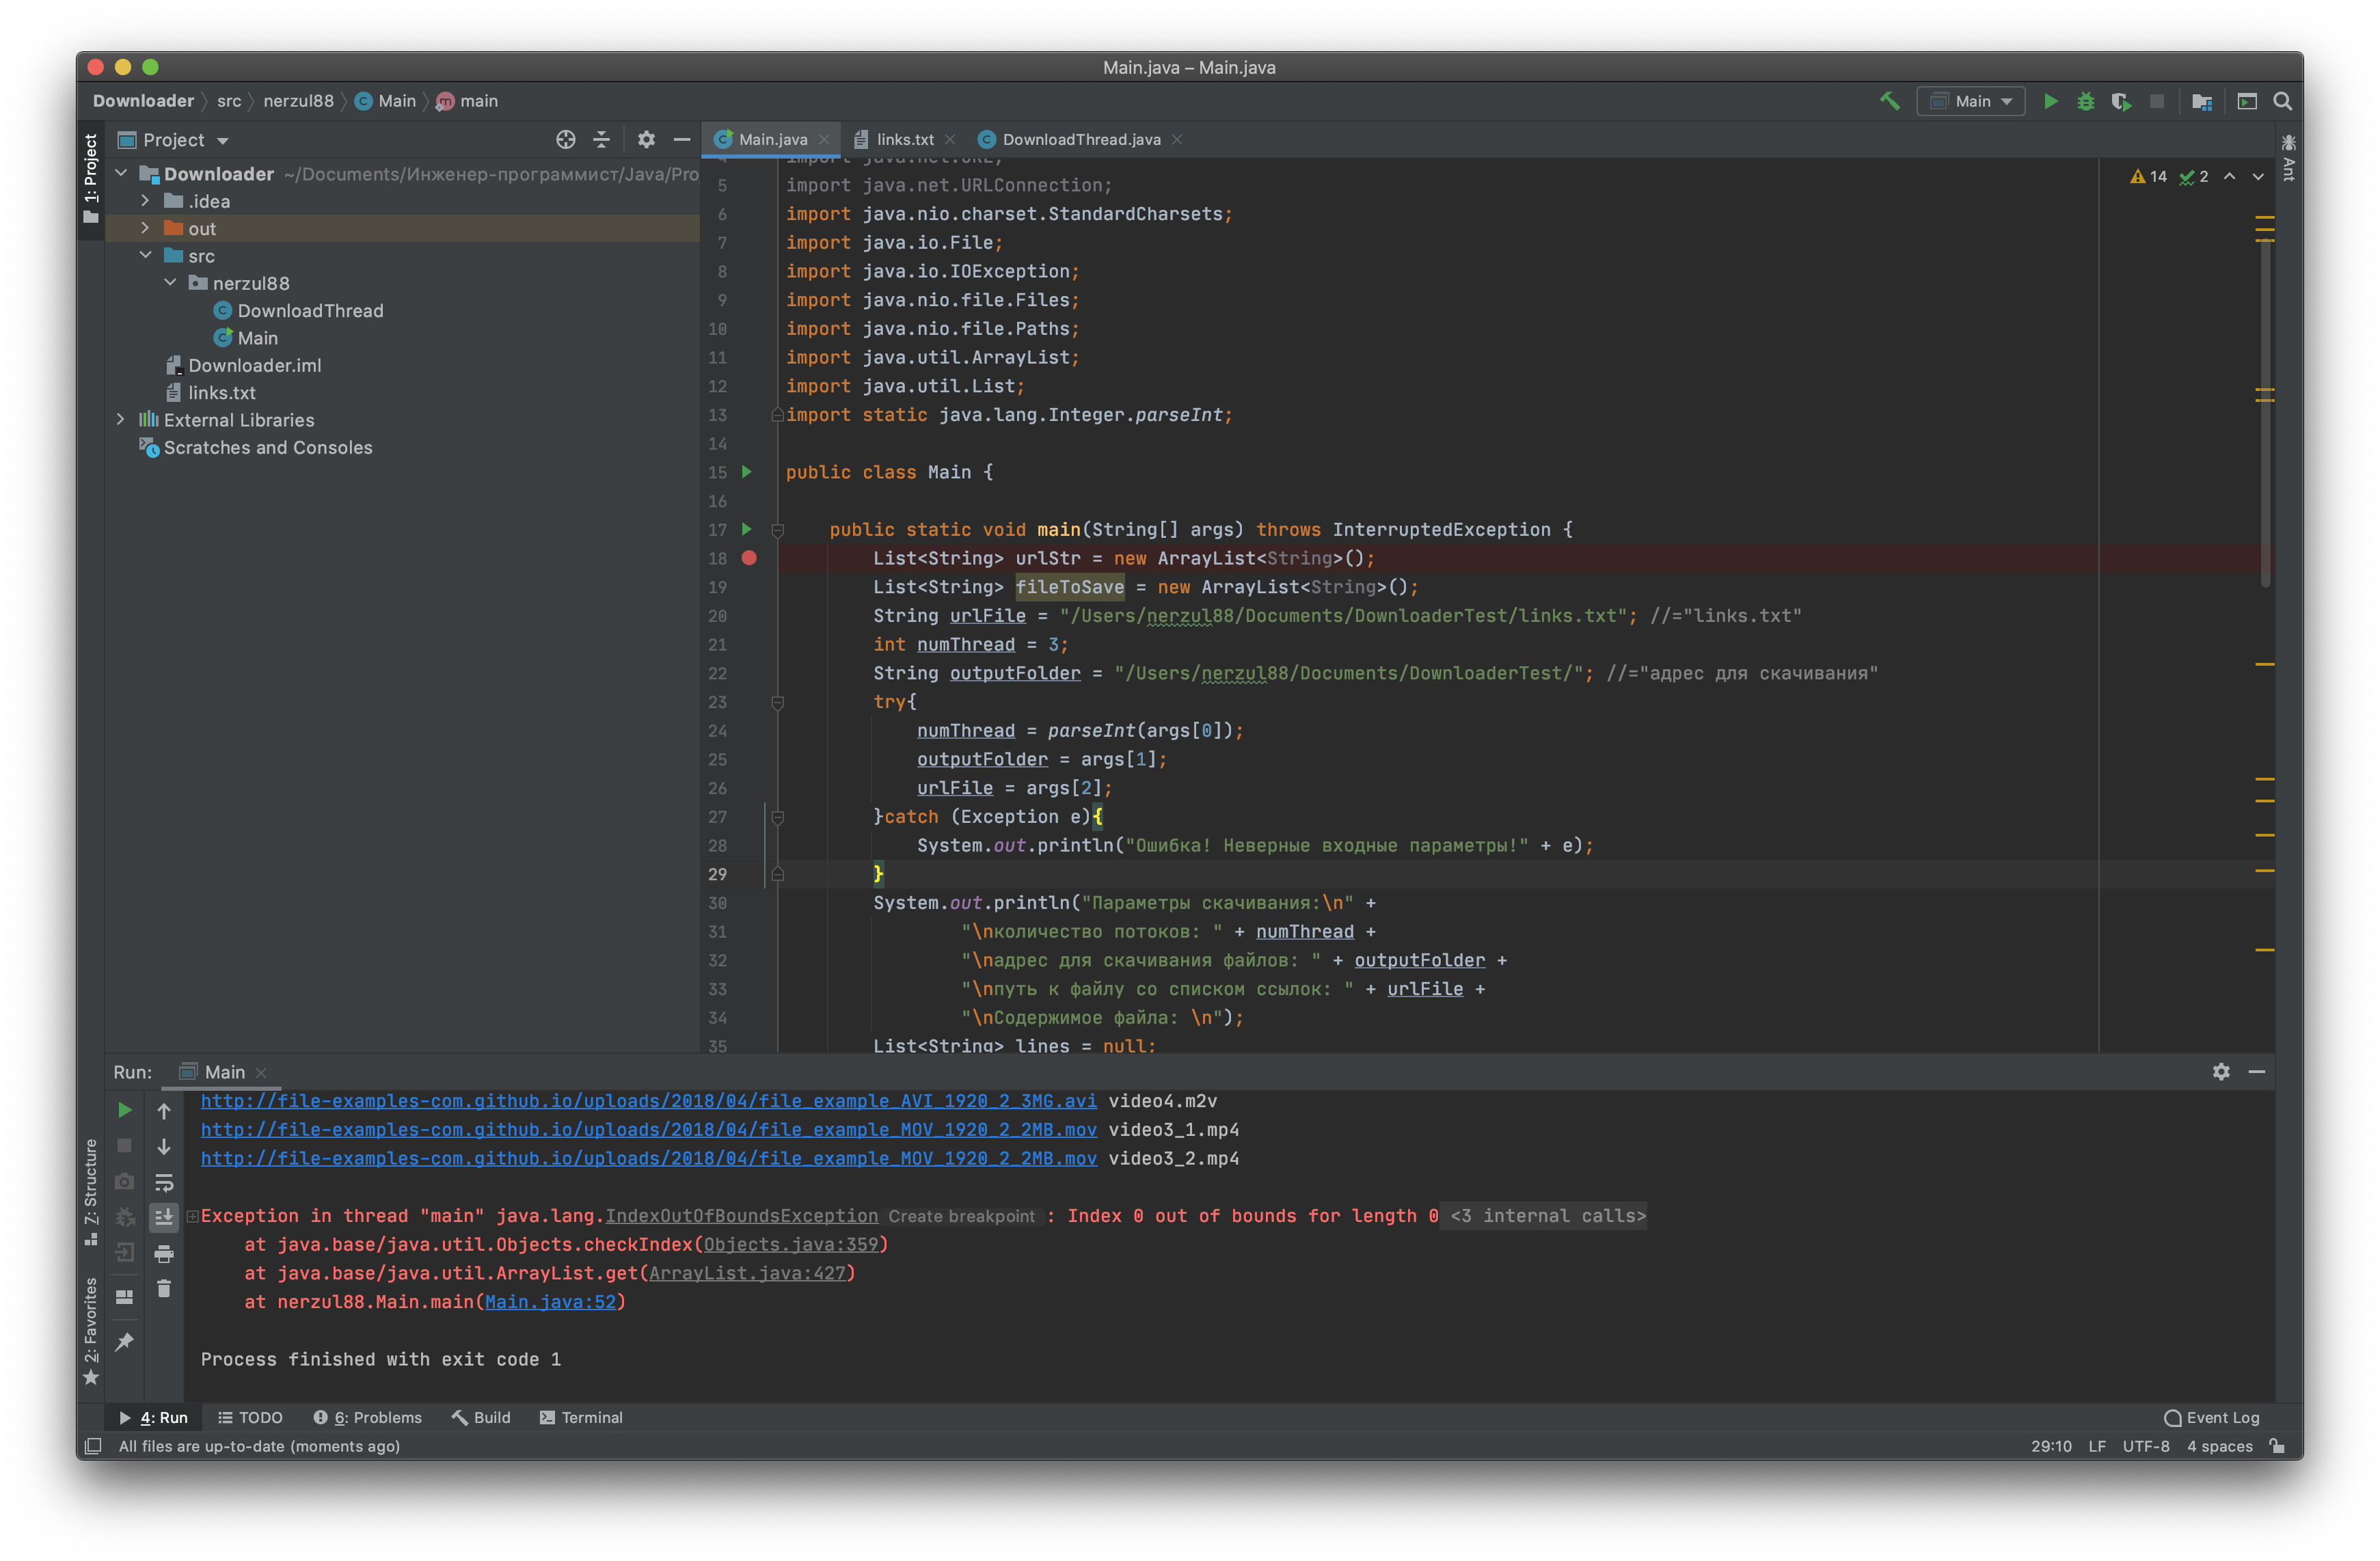 Main.java – Main.java
Downloader src nerzul88 Main main
Main
1: Project
Project
Main.java links.txt DownloadThread.java
Ant
Downloader ~/Documents/Инженер-программист/Java/Pro
.idea
out
src
nerzul88
DownloadThread
Main
Downloader.iml
links.txt
External Libraries
Scratches and Consoles
14 2
4 import java.net.URL;
5 import java.net.URLConnection;
6 import java.nio.charset.StandardCharsets;
7 import java.io.File;
8 import java.io.IOException;
9 import java.nio.file.Files;
10 import java.nio.file.Paths;
11 import java.util.ArrayList;
12 import java.util.List;
13 import static java.lang.Integer.parseInt;
14
15 public class Main {
16
17 public static void main(String[] args) throws InterruptedException {
18 List<String> urlStr = new ArrayList<String>();
19 List<String> fileToSave = new ArrayList<String>();
20 String urlFile = "/Users/nerzul88/Documents/DownloaderTest/links.txt"; //="links.txt"
21 int numThread = 3;
22 String outputFolder = "/Users/nerzul88/Documents/DownloaderTest/"; //="адрес для скачивания"
23 try{
24 numThread = parseInt(args[0]);
25 outputFolder = args[1];
26 urlFile = args[2];
27 }catch (Exception e){
28 System.out.println("Ошибка! Неверные входные параметры!" + e);
29 }
30 System.out.println("Параметры скачивания:\n" +
31 "\nколичество потоков: " + numThread +
32 "\nадрес для скачивания файлов: " + outputFolder +
33 "\nпуть к файлу со списком ссылок: " + urlFile +
34 "\nСодержимое файла: \n");
35 List<String> lines = null;
Run: Main
http://file-examples-com.github.io/uploads/2018/04/file_example_AVI_1920_2_3MG.avi video4.m2v
http://file-examples-com.github.io/uploads/2018/04/file_example_MOV_1920_2_2MB.mov video3_1.mp4
http://file-examples-com.github.io/uploads/2018/04/file_example_MOV_1920_2_2MB.mov video3_2.mp4
Exception in thread "main" java.lang.IndexOutOfBoundsException Create breakpoint : Index 0 out of bounds for length 0 <3 internal calls>
at java.base/java.util.Objects.checkIndex(Objects.java:359)
at java.base/java.util.ArrayList.get(ArrayList.java:427)
at nerzul88.Main.main(Main.java:52)
Process finished with exit code 1
7: Structure
2: Favorites
4: Run TODO 6: Problems Build Terminal Event Log
All files are up-to-date (moments ago) 29:10 LF UTF-8 4 spaces